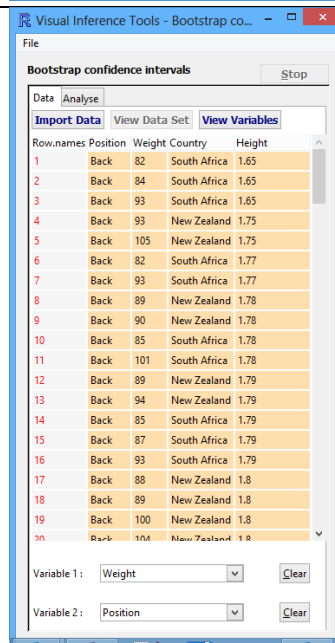 Visual Inference Tools - Bootstrap co...
File
Bootstrap confidence intervals Stop
Data Analyse
Import Data View Data Set View Variables
Row.names Position Weight Country Height
1 Back 82 South Africa 1.65
2 Back 84 South Africa 1.65
3 Back 93 South Africa 1.65
4 Back 93 New Zealand 1.75
5 Back 105 New Zealand 1.75
6 Back 82 South Africa 1.77
7 Back 93 South Africa 1.77
8 Back 89 New Zealand 1.78
9 Back 90 New Zealand 1.78
10 Back 85 South Africa 1.78
11 Back 101 South Africa 1.78
12 Back 89 New Zealand 1.79
13 Back 94 New Zealand 1.79
14 Back 85 South Africa 1.79
15 Back 87 South Africa 1.79
16 Back 93 South Africa 1.79
17 Back 88 New Zealand 1.8
18 Back 89 New Zealand 1.8
19 Back 100 New Zealand 1.8
20 Back 104 New Zealand 1.8
Variable 1 : Weight Clear
Variable 2 : Position Clear